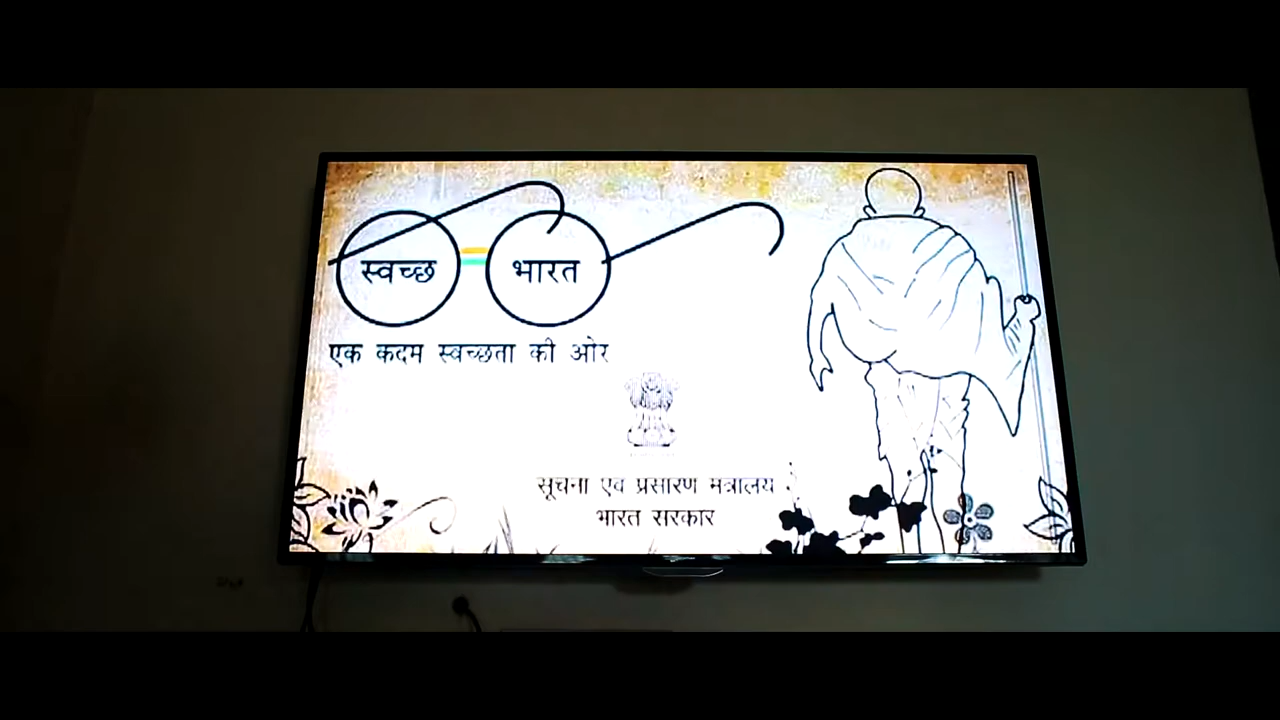 स्वच्छ भारत
एक कदम स्वच्छता की ओर
सूचना एवं प्रसारण मंत्रालय
भारत सरकार